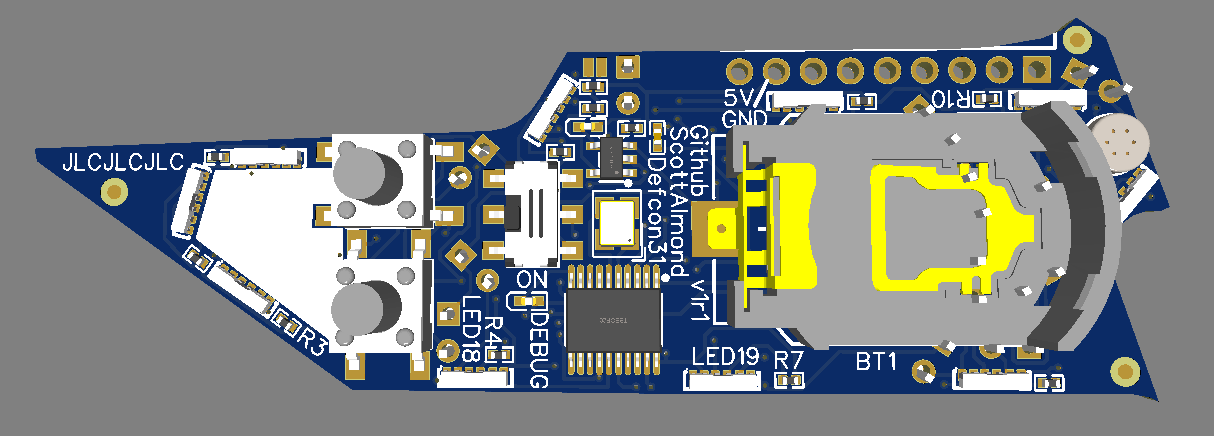 JLCJLCJLC
5V
GND
R10
Github
ScottAlmond
Defcon31
v1r1
ON
DEBUG
LED18
R4
R3
LED19
R7
BT1